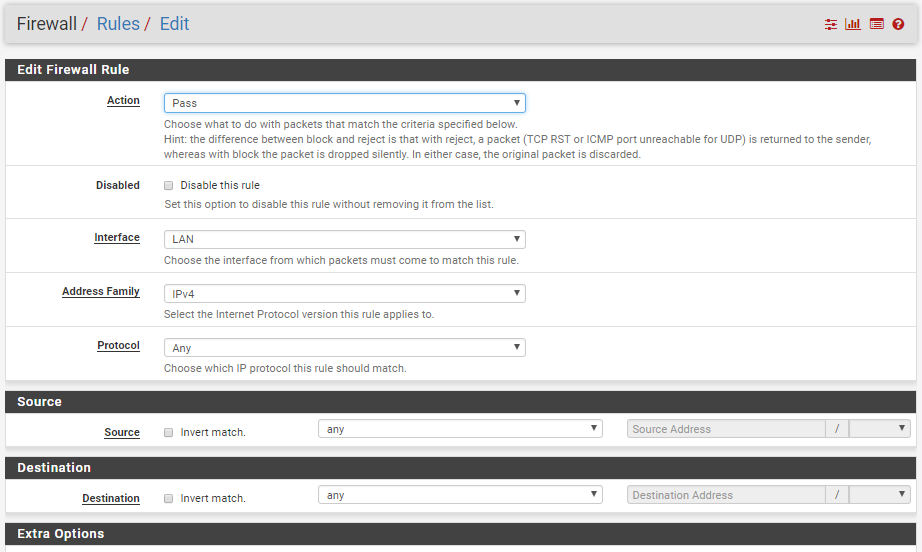 Firewall / Rules / Edit
Edit Firewall Rule
Action
Pass
Choose what to do with packets that match the criteria specified below.
Hint: the difference between block and reject is that with reject, a packet (TCP RST or ICMP port unreachable for UDP) is returned to the sender,
whereas with block the packet is dropped silently. In either case, the original packet is discarded.
Disabled
Disable this rule
Set this option to disable this rule without removing it from the list.
Interface
LAN
Choose the interface from which packets must come to match this rule.
Address Family
IPv4
Select the Internet Protocol version this rule applies to.
Protocol
Any
Choose which IP protocol this rule should match.
Source
Source
Invert match.
any
Source Address
/
Destination
Destination
Invert match.
any
Destination Address
/
Extra Options